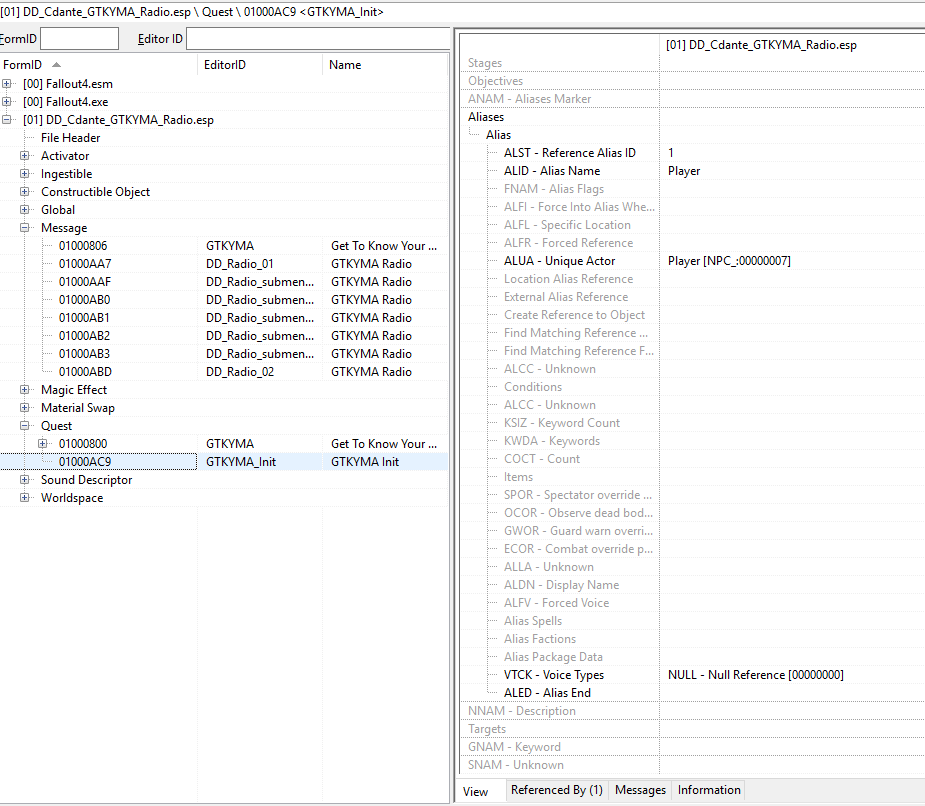 [01] DD_Cdante_GTKYMA_Radio.esp \ Quest \ 01000AC9 <GTKYMA_Init>
FormID Editor ID
FormID EditorID Name
[00] Fallout4.esm
[00] Fallout4.exe
[01] DD_Cdante_GTKYMA_Radio.esp
File Header
Activator
Ingestible
Constructible Object
Global
Message
01000806 GTKYMA Get To Know Your ...
01000AA7 DD_Radio_01 GTKYMA Radio
01000AAF DD_Radio_submen... GTKYMA Radio
01000AB0 DD_Radio_submen... GTKYMA Radio
01000AB1 DD_Radio_submen... GTKYMA Radio
01000AB2 DD_Radio_submen... GTKYMA Radio
01000AB3 DD_Radio_submen... GTKYMA Radio
01000ABD DD_Radio_02 GTKYMA Radio
Magic Effect
Material Swap
Quest
01000800 GTKYMA Get To Know Your ...
01000AC9 GTKYMA_Init GTKYMA Init
Sound Descriptor
Worldspace
[01] DD_Cdante_GTKYMA_Radio.esp
Stages
Objectives
ANAM - Aliases Marker
Aliases
Alias
ALST - Reference Alias ID 1
ALID - Alias Name Player
FNAM - Alias Flags
ALFI - Force Into Alias Whe...
ALFL - Specific Location
ALFR - Forced Reference
ALUA - Unique Actor Player [NPC_:00000007]
Location Alias Reference
External Alias Reference
Create Reference to Object
Find Matching Reference ...
Find Matching Reference F...
ALCC - Unknown
Conditions
ALCC - Unknown
KSIZ - Keyword Count
KWDA - Keywords
COCT - Count
Items
SPOR - Spectator override ...
OCOR - Observe dead bod...
GWOR - Guard warn overri...
ECOR - Combat override p...
ALLA - Unknown
ALDN - Display Name
ALFV - Forced Voice
Alias Spells
Alias Factions
Alias Package Data
VTCK - Voice Types NULL - Null Reference [00000000]
ALED - Alias End
NNAM - Description
Targets
GNAM - Keyword
SNAM - Unknown
View Referenced By (1) Messages Information